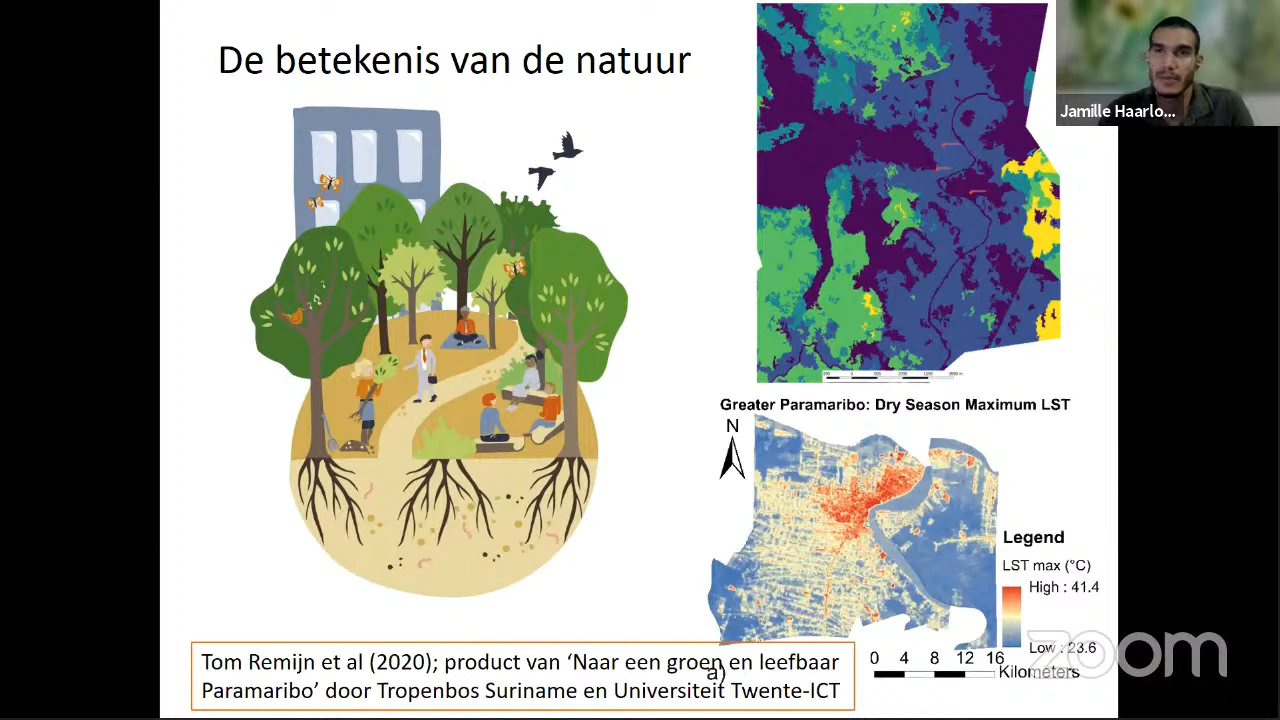 De betekenis van de natuur
Jamille Haarlo...
Greater Paramaribo: Dry Season Maximum LST
N
Legend
LST max (°C)
High : 41.4
Low : 23.6
0 4 8 12 16
Kilometers
a)
Tom Remijn et al (2020); product van ‘Naar een groen en leefbaar
Paramaribo’ door Tropenbos Suriname en Universiteit Twente-ICT
zoom